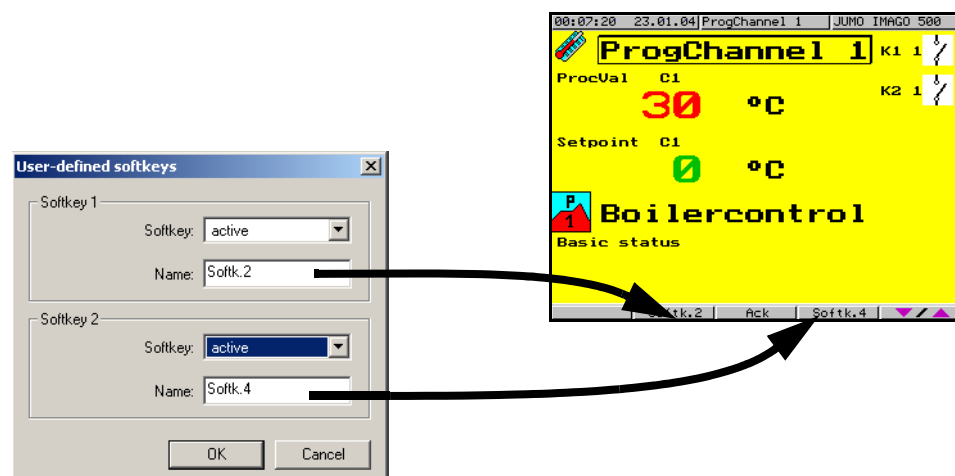 00:07:20 23.01.04 ProgChannel 1 JUMO IMAGO 500
ProgChannel 1 K1 1
ProcVal C1
K2 1
30 °C
Setpoint C1
0 °C
P
1
Boilercontrol
Basic status
Softk.2 Ack Softk.4
User-defined softkeys
Softkey 1
Softkey: active
Name: Softk.2
Softkey 2
Softkey: active
Name: Softk.4
OK Cancel